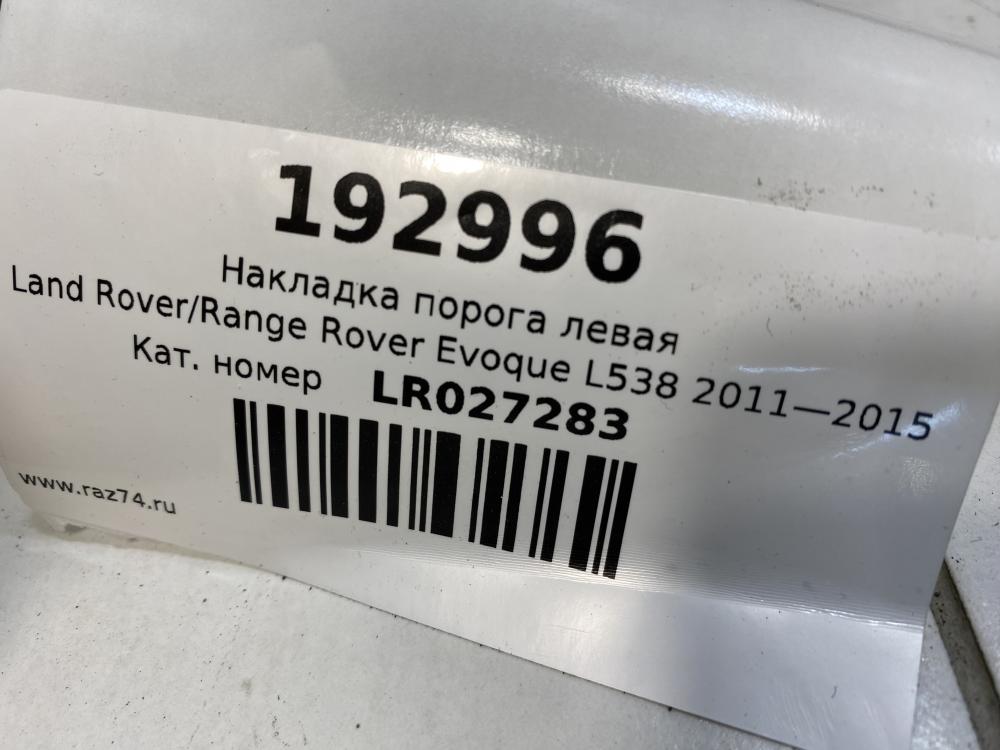 192996
Накладка порога левая
Land Rover/Range Rover Evoque L538 2011—2015
Кат. номер LR027283
www.raz74.ru